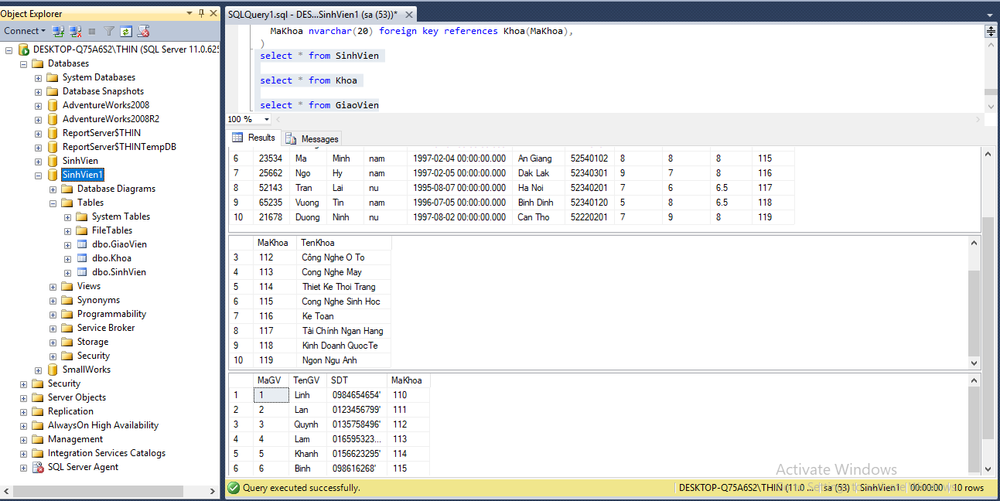 Object Explorer
Connect
DESKTOP-Q75A6S2\THIN (SQL Server 11.0.625
Databases
System Databases
Database Snapshots
AdventureWorks2008
AdventureWorks2008R2
ReportServer$THIN
ReportServer$THINTempDB
SinhVien
SinhVien1
Database Diagrams
Tables
System Tables
FileTables
dbo.GiaoVien
dbo.Khoa
dbo.SinhVien
Views
Synonyms
Programmability
Service Broker
Storage
Security
SmallWorks
Security
Server Objects
Replication
AlwaysOn High Availability
Management
Integration Services Catalogs
SQL Server Agent
SQLQuery1.sql - DES...SinhVien1 (sa (53))*
MaKhoa nvarchar(20) foreign key references Khoa(MaKhoa),
)
select * from SinhVien
select * from Khoa
select * from GiaoVien
100 %
Results Messages
6 23534 Ma Minh nam 1997-02-04 00:00:00.000 An Giang 52540102 8 8 8 115
7 25662 Ngo Hy nam 1997-02-05 00:00:00.000 Dak Lak 52340301 9 7 8 116
8 52143 Tran Lai nu 1995-08-07 00:00:00.000 Ha Noi 52340201 7 6 6.5 117
9 65235 Vuong Tin nam 1996-07-05 00:00:00.000 Binh Dinh 52340120 5 8 6.5 118
10 21678 Duong Ninh nu 1997-08-02 00:00:00.000 Can Tho 52220201 7 9 8 119
MaKhoa TenKhoa
3 112 Công Nghe O To
4 113 Cong Nghe May
5 114 Thiet Ke Thoi Trang
6 115 Cong Nghe Sinh Hoc
7 116 Ke Toan
8 117 Tài Chính Ngan Hang
9 118 Kinh Doanh QuocTe
10 119 Ngon Ngu Anh
MaGV TenGV SDT MaKhoa
1 1 Linh 0984654654' 110
2 2 Lan 0123456799' 111
3 3 Quynh 0135758496' 112
4 4 Lam 016595323... 113
5 5 Khanh 0156623295' 114
6 6 Binh 098616268' 115
Activate Windows
Query executed successfully.
DESKTOP-Q75A6S2\THIN (11.0 ... sa (53) SinhVien1 00:00:00 10 rows